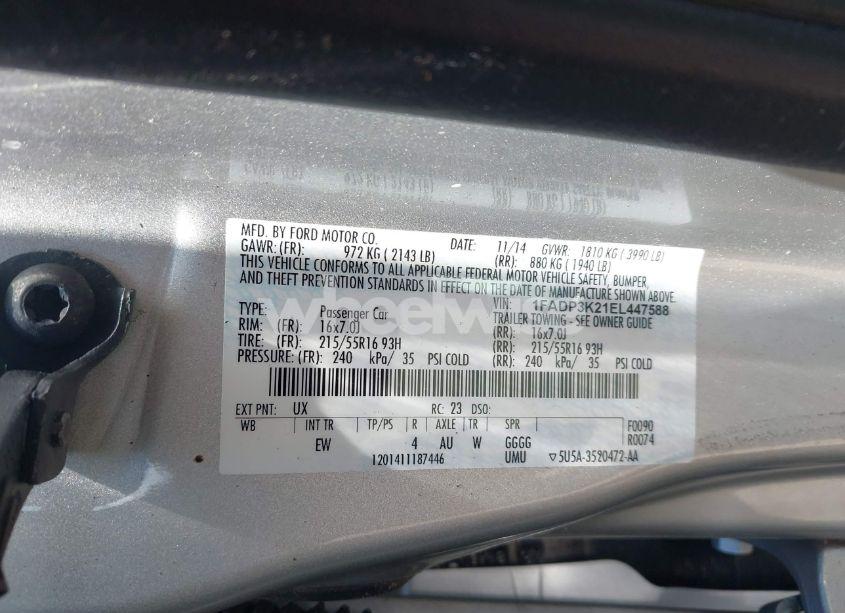 MFD. BY FORD MOTOR CO. DATE: 11/14 GVWR: 1810 KG ( 3990 LB)
GAWR: (FR): 972 KG ( 2143 LB) (RR): 880 KG ( 1940 LB)
THIS VEHICLE CONFORMS TO ALL APPLICABLE FEDERAL MOTOR VEHICLE SAFETY, BUMPER,
AND THEFT PREVENTION STANDARDS IN EFFECT ON THE DATE OF MANUFACTURE SHOWN ABOVE.
VIN: 1FADP3K21EL447588
TYPE: Passenger Car TRAILER TOWING - SEE OWNER GUIDE
RIM: (FR): 16x7.0J (RR): 16x7.0J
TIRE: (FR): 215/55R16 93H (RR): 215/55R16 93H
PRESSURE: (FR): 240 kPa/ 35 PSI COLD (RR): 240 kPa/ 35 PSI COLD
EXT PNT: UX RC: 23 DSO: F0090
WB INT TR TP/PS R AXLE TR SPR R0074
EW 4 AU W GGGG
1201411187446 UMU ▽5U5A-3520472-AA